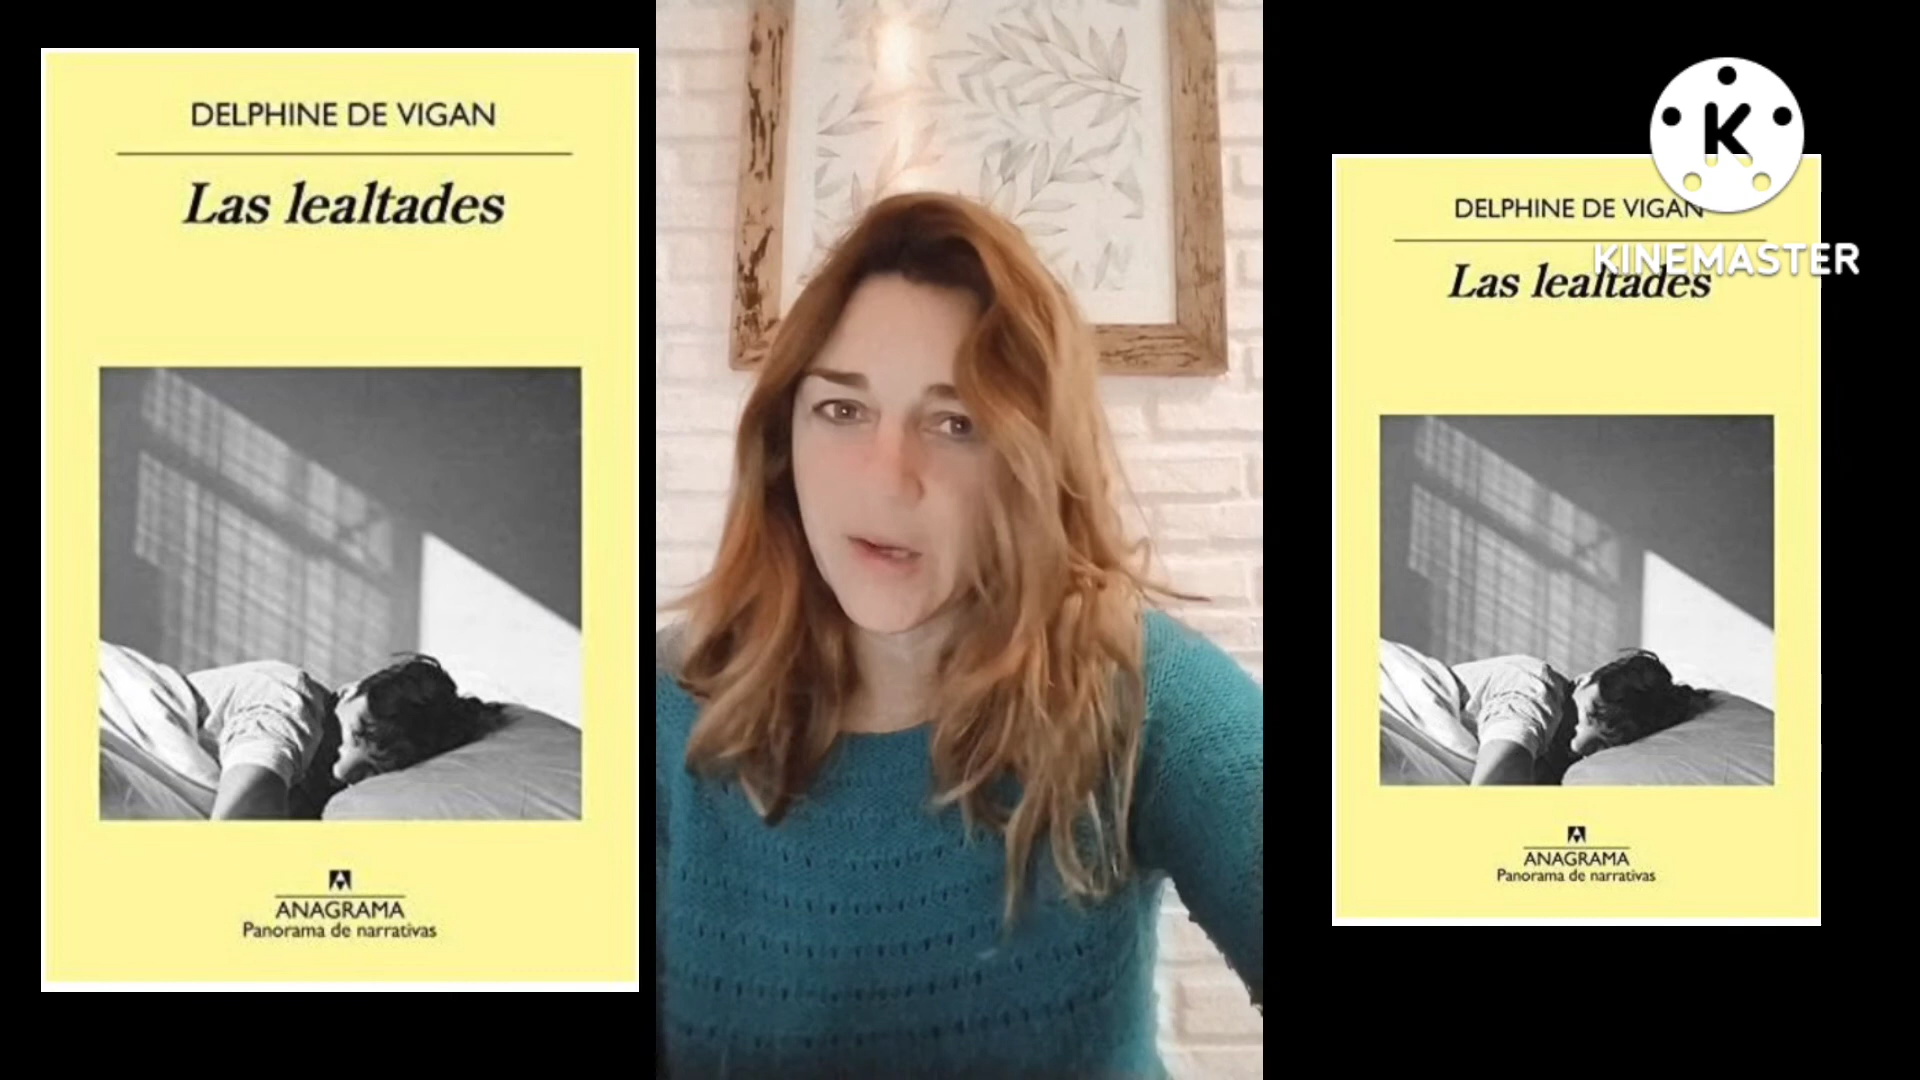 DELPHINE DE VIGAN
Las lealtades
ANAGRAMA
Panorama de narrativas
K
KINEMASTER
DELPHINE DE VIGAN
Las lealtades
ANAGRAMA
Panorama de narrativas